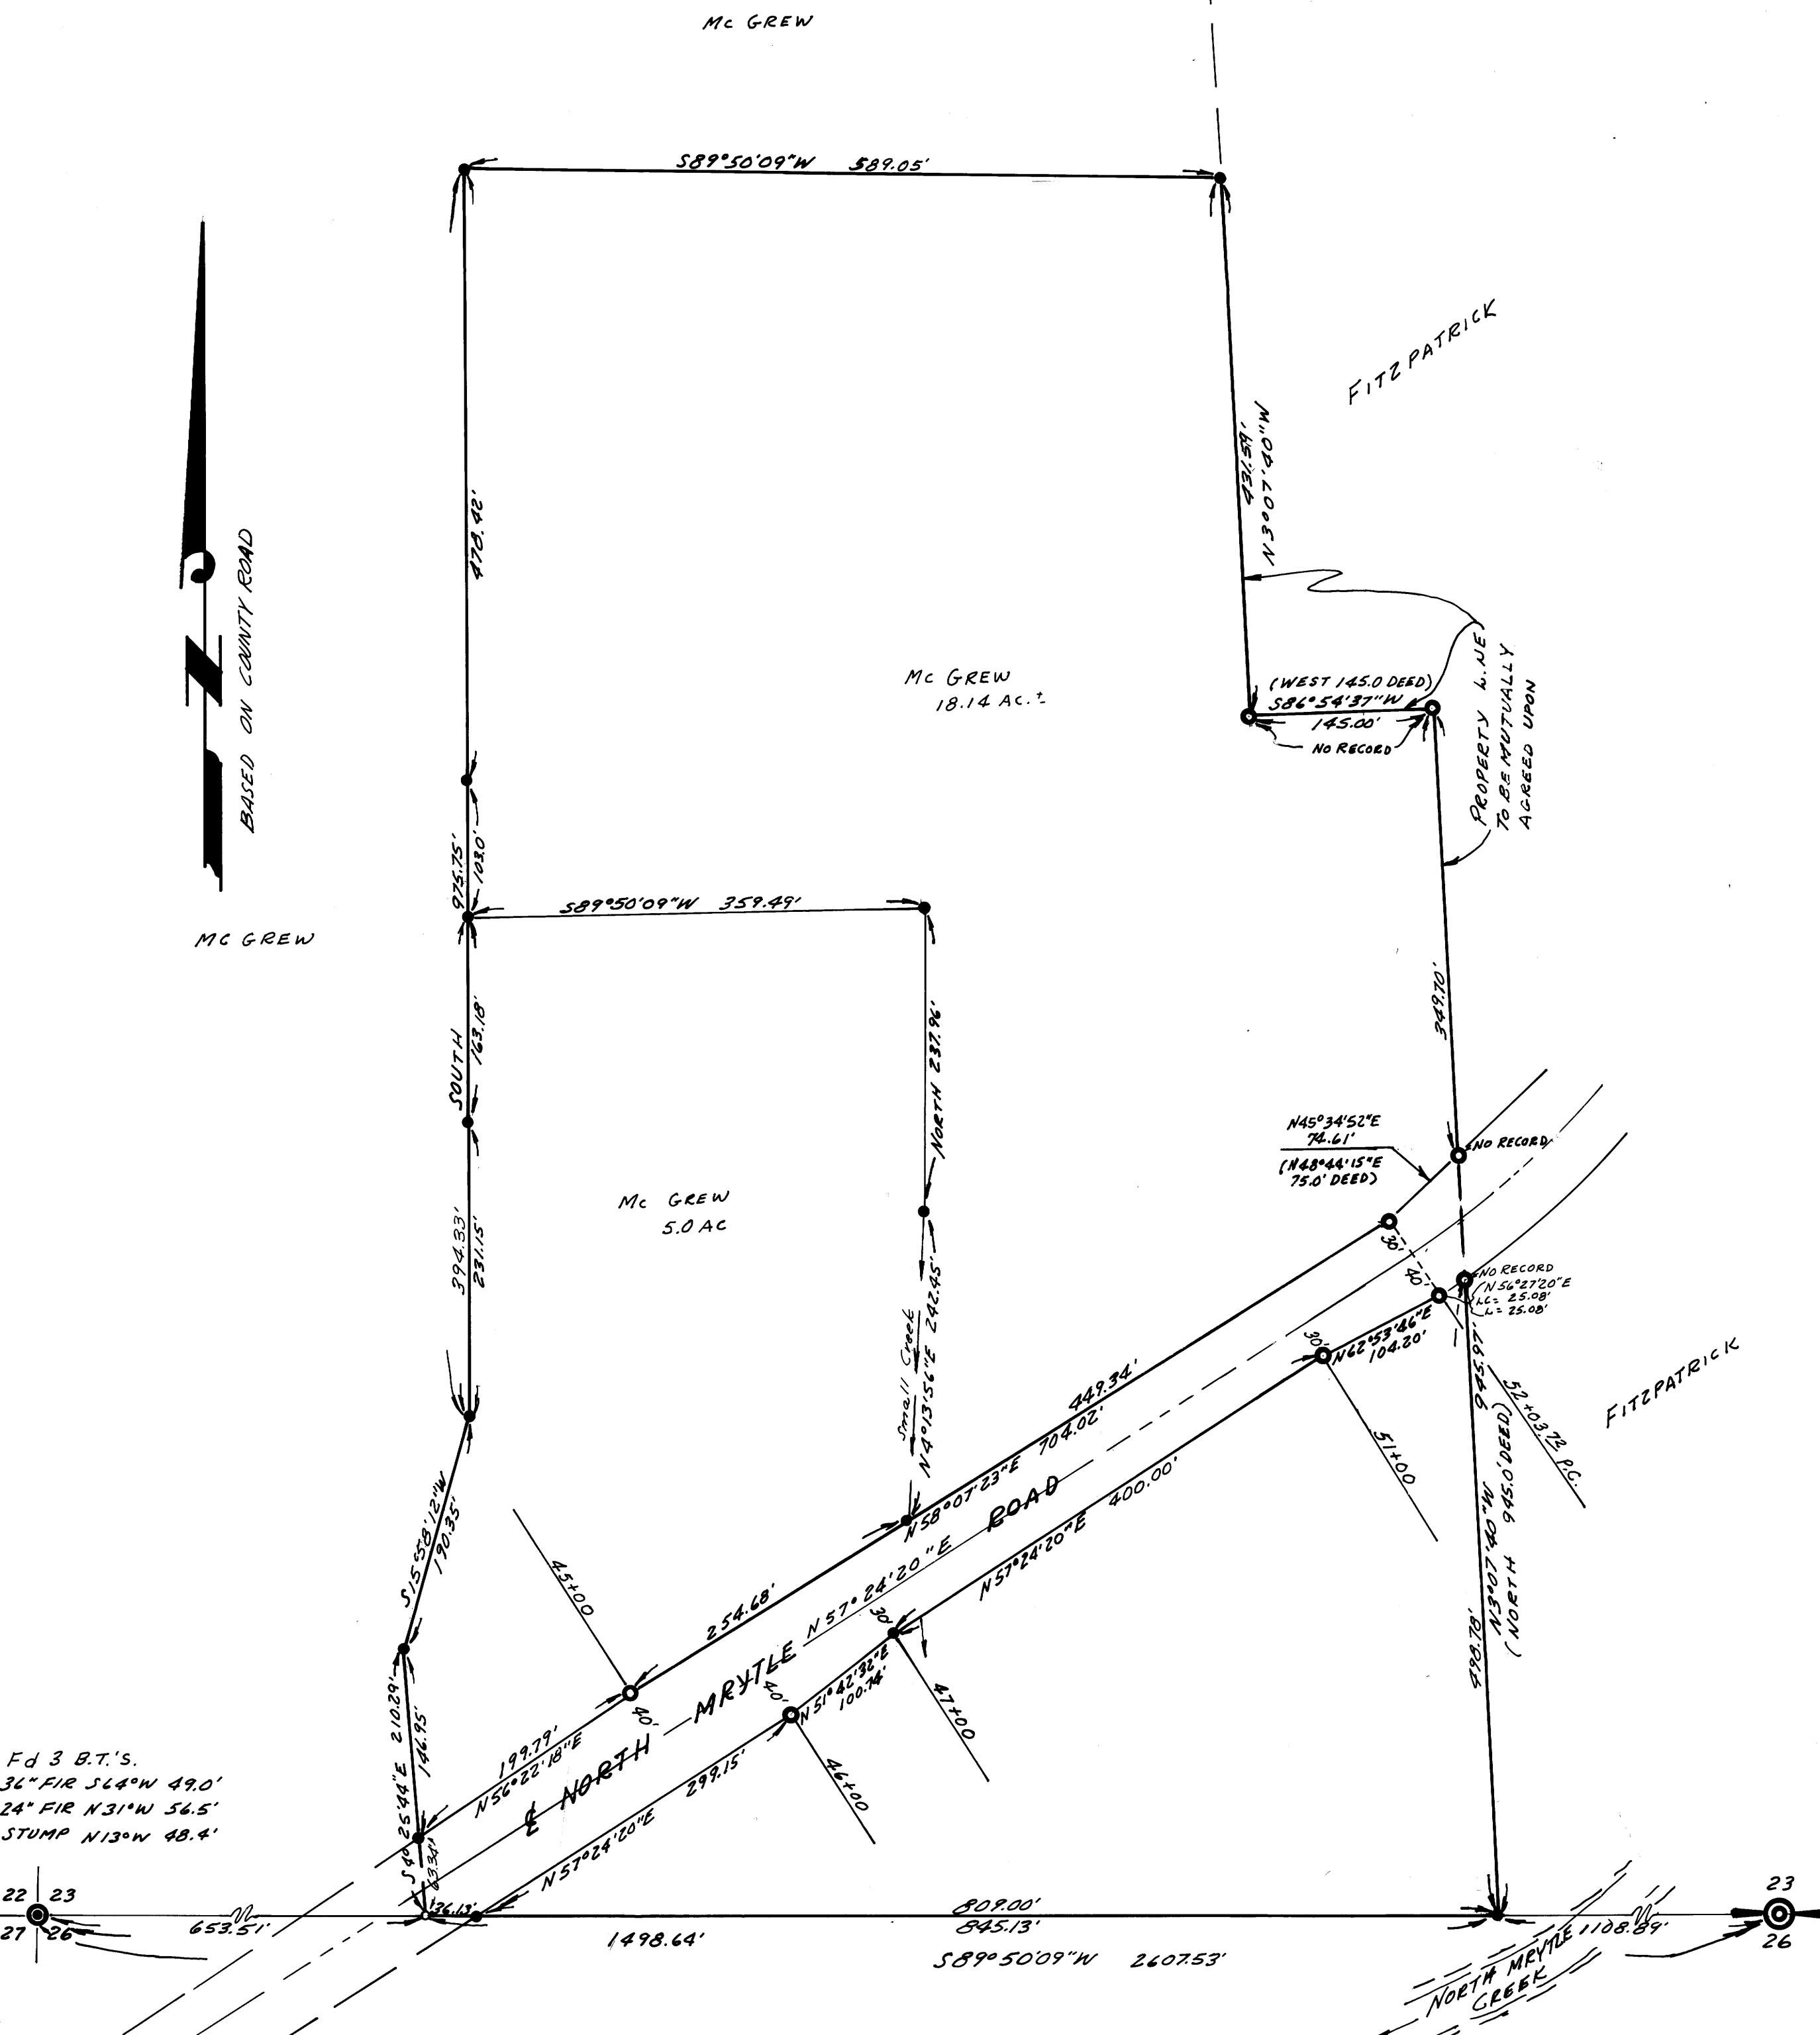 Mc GREW
S89°50'09"W 589.05'
FITZPATRICK
478.42'
431.59'
N3°07'40"W
BASED ON COUNTY ROAD
N
Mc GREW
18.14 AC.±
(WEST 145.0 DEED)
S86°54'37"W
145.00'
NO RECORD
PROPERTY LINE
TO BE MUTUALLY
AGREED UPON
975.75'
103.0'
S89°50'09"W 359.49'
MC GREW
349.70'
SOUTH
163.18'
NORTH 237.96'
N45°34'52"E
74.61'
(N48°44'15"E
75.0' DEED)
NO RECORD
Mc GREW
5.0 AC
394.33'
231.15'
30'
40'
NO RECORD
N56°27'20"E
LC= 25.08'
L= 25.08'
Small Creek
N4°13'56"E 242.45'
30'
N62°53'46"E
104.20'
449.34'
N58°07'23"E 704.02'
945.97'
52+03.72 P.C.
FITZPATRICK
51+00
S15°58'12"W
190.35'
400.00'
N57°24'20"E
N3°07'40"W
(NORTH 945.0' DEED)
498.78'
45+00
254.68'
℄ NORTH MRYTLE ROAD
N57°24'20"E
30'
N51°42'32"E
100.74'
40'
40'
47+00
46+00
199.79'
N56°22'18"E
299.15'
N57°24'20"E
S4°25'44"E 210.29'
146.95'
63.34'
Fd 3 B.T.'s.
36" FIR S64°W 49.0'
24" FIR N31°W 56.5'
STUMP N13°W 48.4'
22 23
27 26
653.51'
36.13'
809.00'
845.13'
1498.64'
S89°50'09"W 2607.53'
1108.89'
23
26
NORTH MRYTLE
CREEK